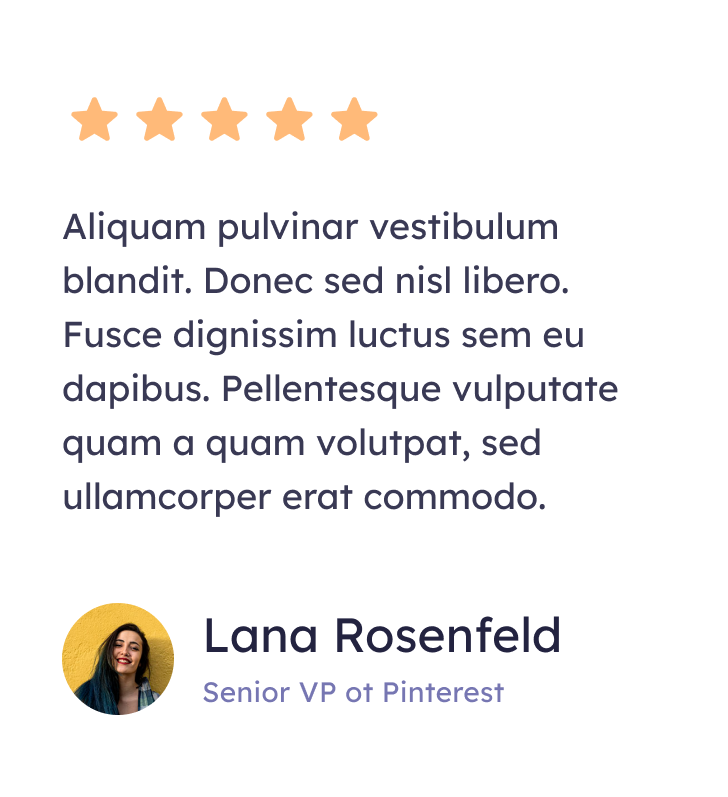 Aliquam pulvinar vestibulum
blandit. Donec sed nisl libero.
Fusce dignissim luctus sem eu
dapibus. Pellentesque vulputate
quam a quam volutpat, sed
ullamcorper erat commodo.
Lana Rosenfeld
Senior VP ot Pinterest